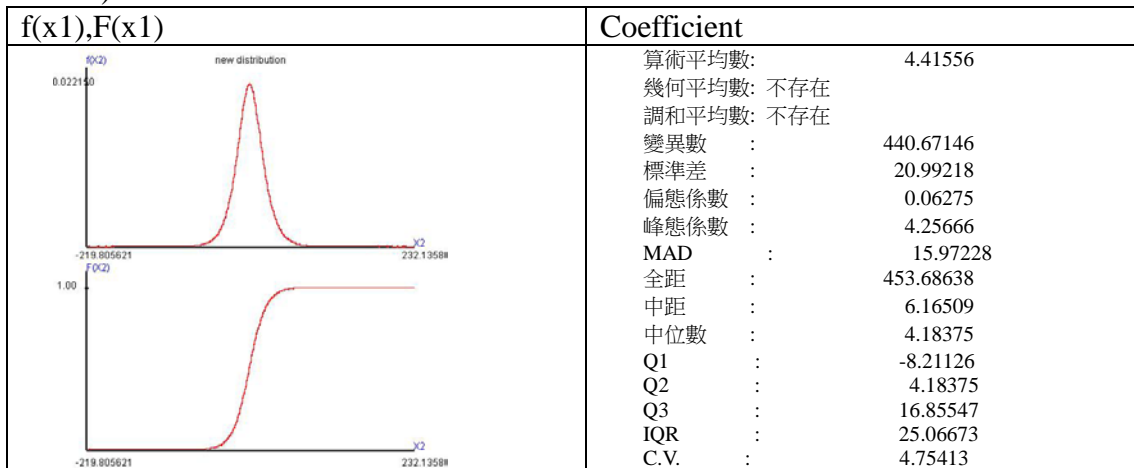 f(x1),F(x1)
Coefficient
f(X2)
new distribution
0.022150
X2
-219.805621
232.1358
F(X2)
1.00
X2
-219.805621
232.1358
算術平均數: 4.41556
幾何平均數: 不存在
調和平均數: 不存在
變異數 : 440.67146
標準差 : 20.99218
偏態係數 : 0.06275
峰態係數 : 4.25666
MAD : 15.97228
全距 : 453.68638
中距 : 6.16509
中位數 : 4.18375
Q1 : -8.21126
Q2 : 4.18375
Q3 : 16.85547
IQR : 25.06673
C.V. : 4.75413